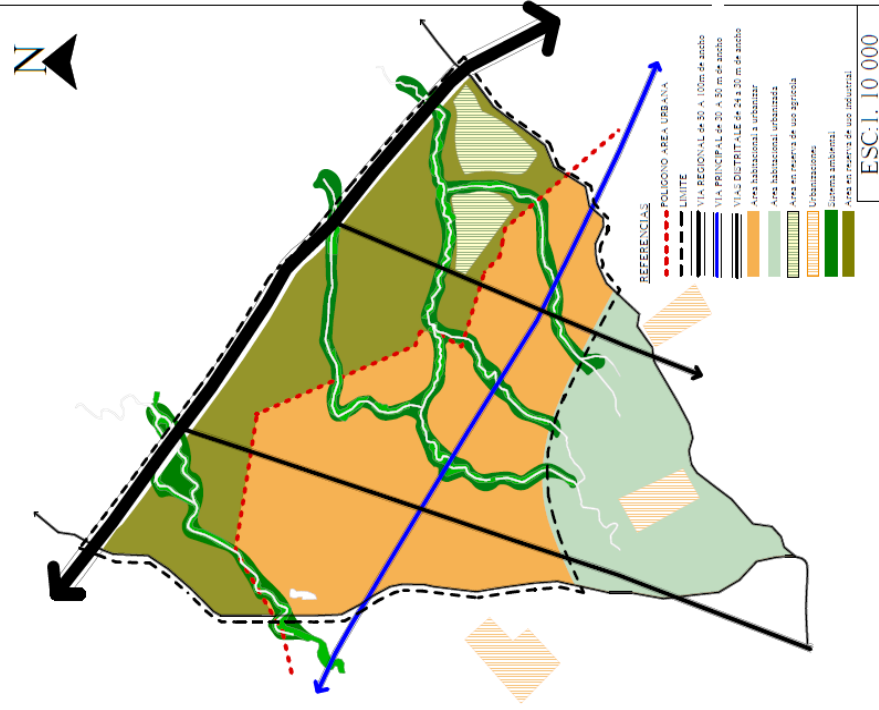 N
REFERENCIAS
POLIGONO AREA URBANA
LIMITE
VIA REGIONAL de 50 A 100m de ancho
VIA PRINCIPAL de 30 A 50 m de ancho
VIAS DISTRITALE de 24 a 30 m de ancho
Area habitacional a urbanizar
Area habitacional urbanizada
Area en reserva de uso agricola
Urbanizaciones
Sistema ambiental
Area en reserva de uso industrial
ESC:1. 10 000